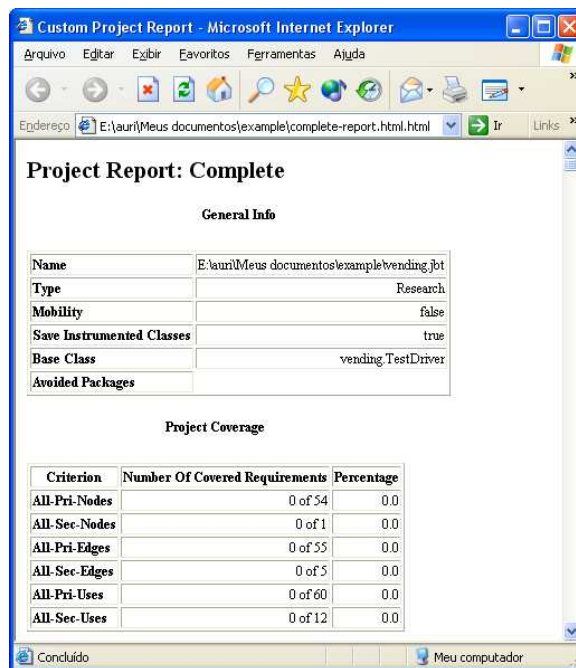 Custom Project Report - Microsoft Internet Explorer
Arquivo Editar Exibir Favoritos Ferramentas Ajuda
Endereço E:\auri\Meus documentos\example\complete-report.html.html Ir Links
Project Report: Complete
General Info
Name E:\auri\Meus documentos\example\vending.jbt
Type Research
Mobility false
Save Instrumented Classes true
Base Class vending.TestDriver
Avoided Packages
Project Coverage
Criterion Number Of Covered Requirements Percentage
All-Pri-Nodes 0 of 54 0.0
All-Sec-Nodes 0 of 1 0.0
All-Pri-Edges 0 of 55 0.0
All-Sec-Edges 0 of 5 0.0
All-Pri-Uses 0 of 60 0.0
All-Sec-Uses 0 of 12 0.0
Concluído Meu computador